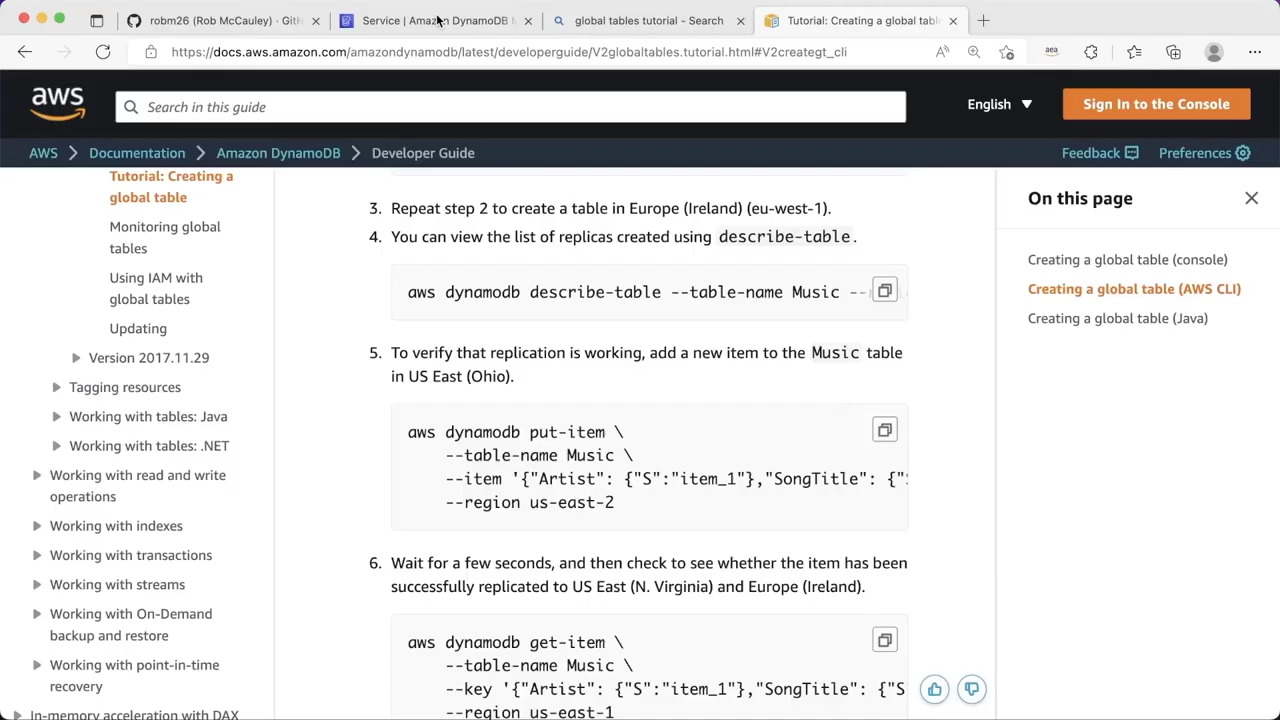 robm26 (Rob McCauley) · GitH
Service | Amazon DynamoDB M
global tables tutorial - Search
Tutorial: Creating a global tabl
https://docs.aws.amazon.com/amazondynamodb/latest/developerguide/V2globaltables.tutorial.html#V2creategt_cli
aea
aws
Search in this guide
English
Sign In to the Console
AWS
Documentation
Amazon DynamoDB
Developer Guide
Feedback
Preferences
Tutorial: Creating a
global table
Monitoring global
tables
Using IAM with
global tables
Updating
Version 2017.11.29
Tagging resources
Working with tables: Java
Working with tables: .NET
Working with read and write
operations
Working with indexes
Working with transactions
Working with streams
Working with On-Demand
backup and restore
Working with point-in-time
recovery
In-memory acceleration with DAX
3. Repeat step 2 to create a table in Europe (Ireland) (eu-west-1).
4. You can view the list of replicas created using describe-table.
aws dynamodb describe-table --table-name Music --
5. To verify that replication is working, add a new item to the Music table
in US East (Ohio).
aws dynamodb put-item \
--table-name Music \
--item '{"Artist": {"S":"item_1"},"SongTitle": {"S
--region us-east-2
6. Wait for a few seconds, and then check to see whether the item has been
successfully replicated to US East (N. Virginia) and Europe (Ireland).
aws dynamodb get-item \
--table-name Music \
--key '{"Artist": {"S":"item_1"},"SongTitle": {"S
--region us-east-1
On this page
Creating a global table (console)
Creating a global table (AWS CLI)
Creating a global table (Java)